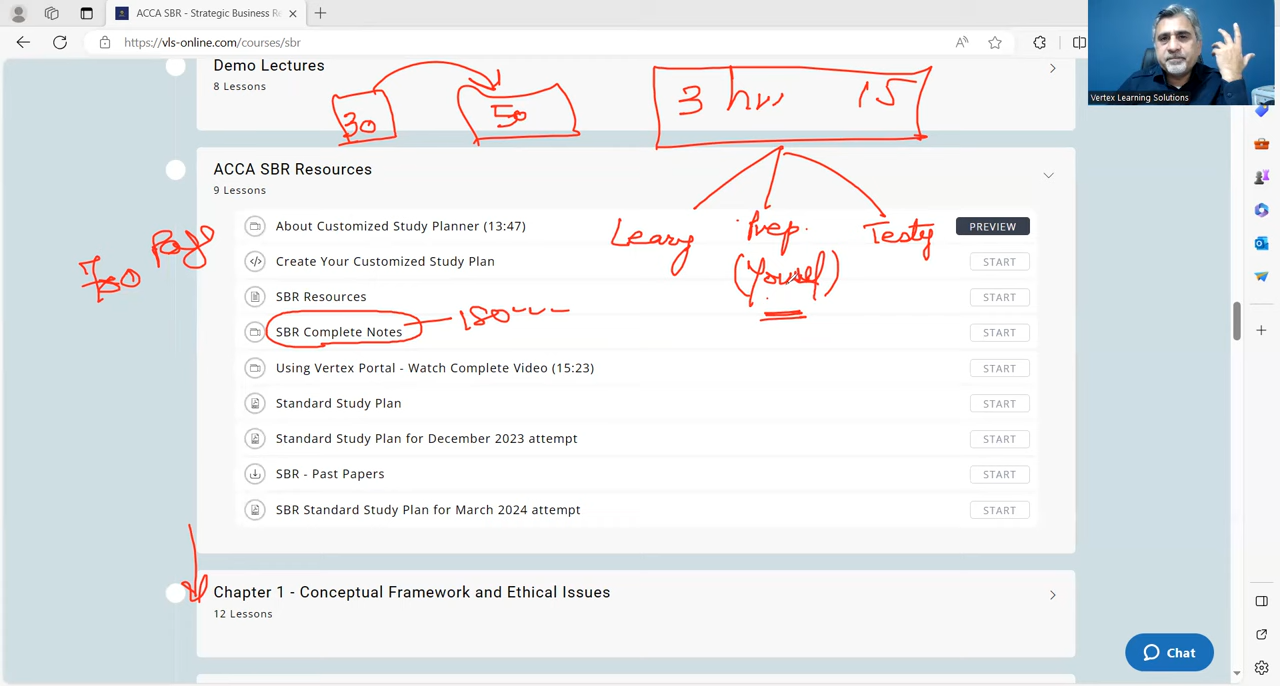 ACCA SBR - Strategic Business Re
https://vls-online.com/courses/sbr
Vertex Learning Solutions
Demo Lectures
8 Lessons
30
50
3 hrs 15
ACCA SBR Resources
9 Lessons
Prep.
(Yourself)
700
180
About Customized Study Planner (13:47)
PREVIEW
Create Your Customized Study Plan
START
SBR Resources
START
SBR Complete Notes
START
Using Vertex Portal - Watch Complete Video (15:23)
START
Standard Study Plan
START
Standard Study Plan for December 2023 attempt
START
SBR - Past Papers
START
SBR Standard Study Plan for March 2024 attempt
START
Chapter 1 - Conceptual Framework and Ethical Issues
12 Lessons
Chat